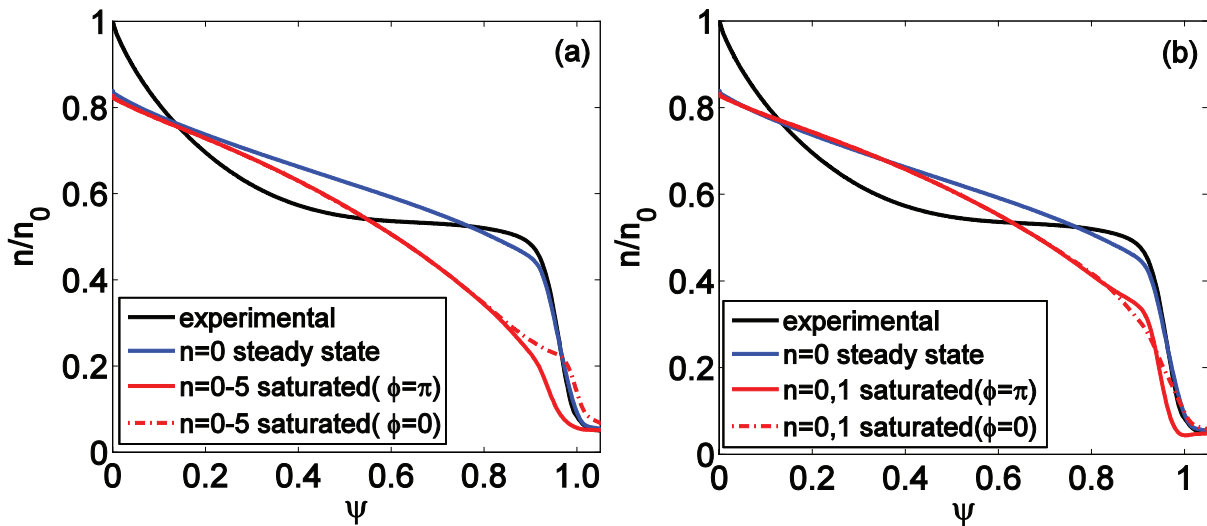 (a)
n/n0
1
0.8
0.6
0.4
0.2
0
experimental
n=0 steady state
n=0-5 saturated( ϕ=π)
n=0-5 saturated( ϕ=0)
0 0.2 0.4 0.6 0.8 1.0
ψ
(b)
n/n0
1
0.8
0.6
0.4
0.2
0
experimental
n=0 steady state
n=0,1 saturated(ϕ=π)
n=0,1 saturated(ϕ=0)
0 0.2 0.4 0.6 0.8 1
ψ